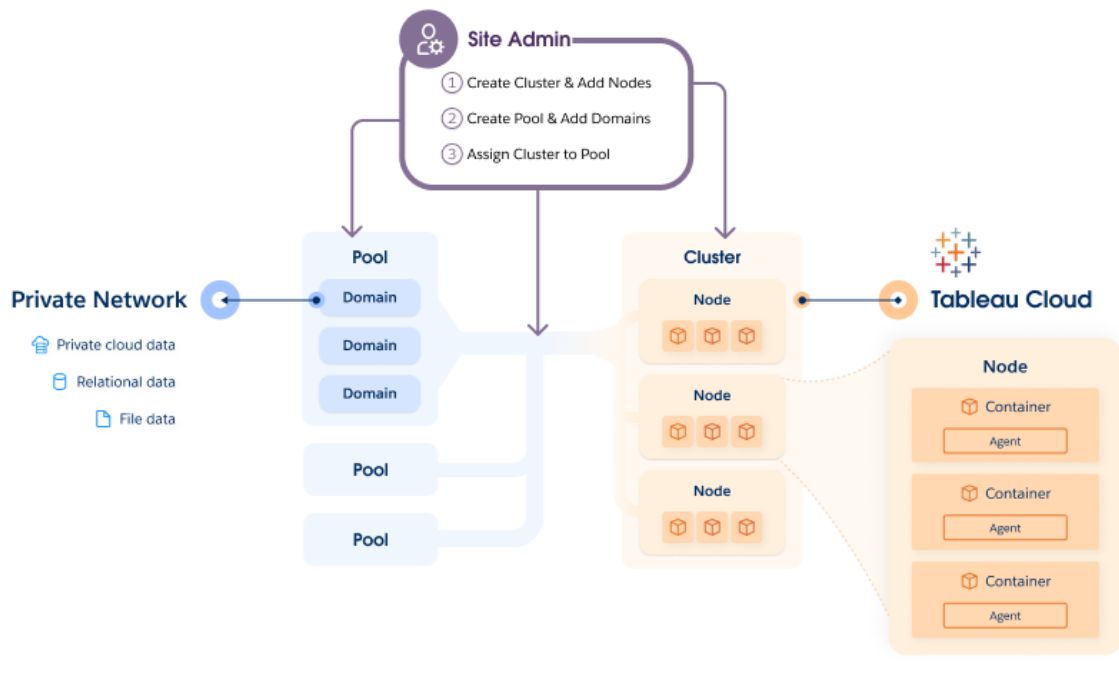 Site Admin
1 Create Cluster & Add Nodes
2 Create Pool & Add Domains
3 Assign Cluster to Pool
Private Network
Private cloud data
Relational data
File data
Pool
Domain
Domain
Domain
Pool
Pool
Cluster
Node
Node
Node
Tableau Cloud
Node
Container
Agent
Container
Agent
Container
Agent